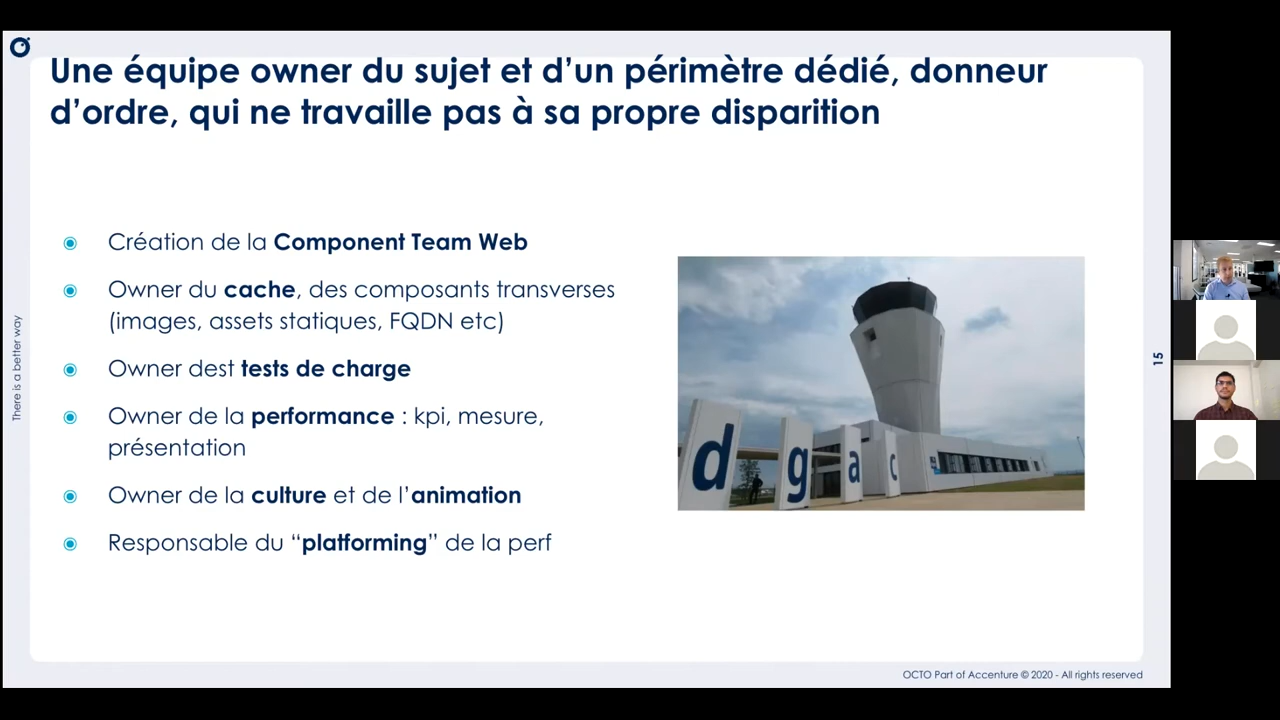 Une équipe owner du sujet et d’un périmètre dédié, donneur
d’ordre, qui ne travaille pas à sa propre disparition
Création de la Component Team Web
Owner du cache, des composants transverses
(images, assets statiques, FQDN etc)
Owner dest tests de charge
Owner de la performance : kpi, mesure,
présentation
Owner de la culture et de l’animation
Responsable du “platforming” de la perf
d g a c
There is a better way
15
OCTO Part of Accenture © 2020 - All rights reserved